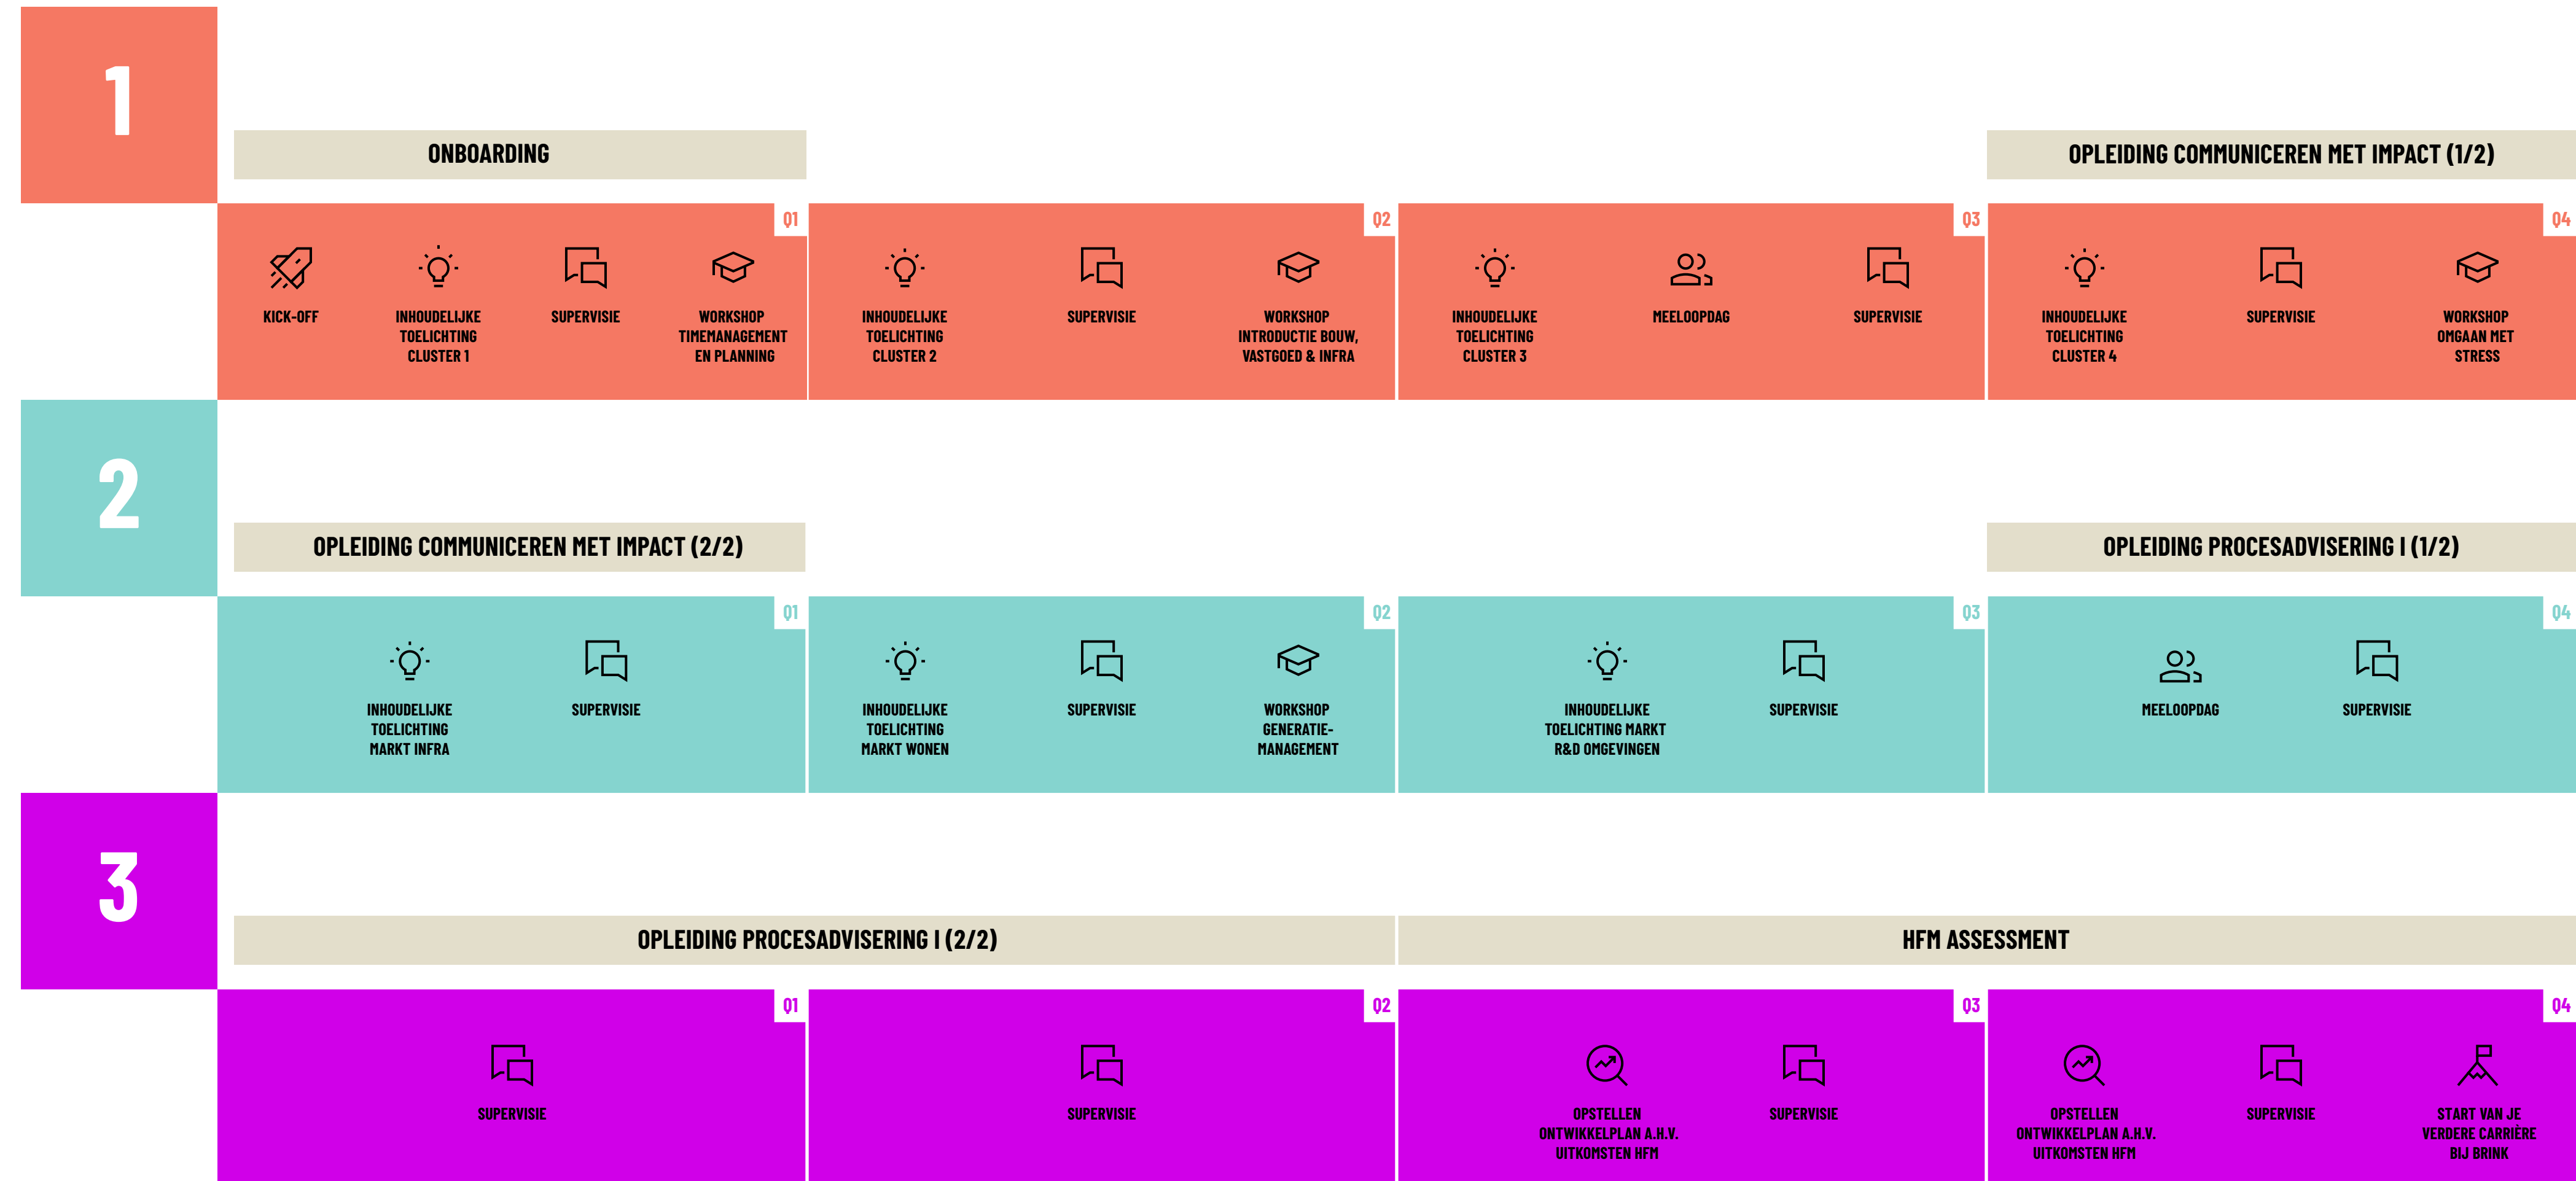 1
ONBOARDING
OPLEIDING COMMUNICEREN MET IMPACT (1/2)
Q1
KICK-OFF
INHOUDELIJKE
TOELICHTING
CLUSTER 1
SUPERVISIE
WORKSHOP
TIMEMANAGEMENT
EN PLANNING
Q2
INHOUDELIJKE
TOELICHTING
CLUSTER 2
SUPERVISIE
WORKSHOP
INTRODUCTIE BOUW,
VASTGOED & INFRA
Q3
INHOUDELIJKE
TOELICHTING
CLUSTER 3
MEELOOPDAG
SUPERVISIE
Q4
INHOUDELIJKE
TOELICHTING
CLUSTER 4
SUPERVISIE
WORKSHOP
OMGAAN MET
STRESS
2
OPLEIDING COMMUNICEREN MET IMPACT (2/2)
OPLEIDING PROCESADVISERING I (1/2)
Q1
INHOUDELIJKE
TOELICHTING
MARKT INFRA
SUPERVISIE
Q2
INHOUDELIJKE
TOELICHTING
MARKT WONEN
SUPERVISIE
WORKSHOP
GENERATIE-
MANAGEMENT
Q3
INHOUDELIJKE
TOELICHTING MARKT
R&D OMGEVINGEN
SUPERVISIE
Q4
MEELOOPDAG
SUPERVISIE
3
OPLEIDING PROCESADVISERING I (2/2)
HFM ASSESSMENT
Q1
SUPERVISIE
Q2
SUPERVISIE
Q3
OPSTELLEN
ONTWIKKELPLAN A.H.V.
UITKOMSTEN HFM
SUPERVISIE
Q4
OPSTELLEN
ONTWIKKELPLAN A.H.V.
UITKOMSTEN HFM
SUPERVISIE
START VAN JE
VERDERE CARRIÈRE
BIJ BRINK